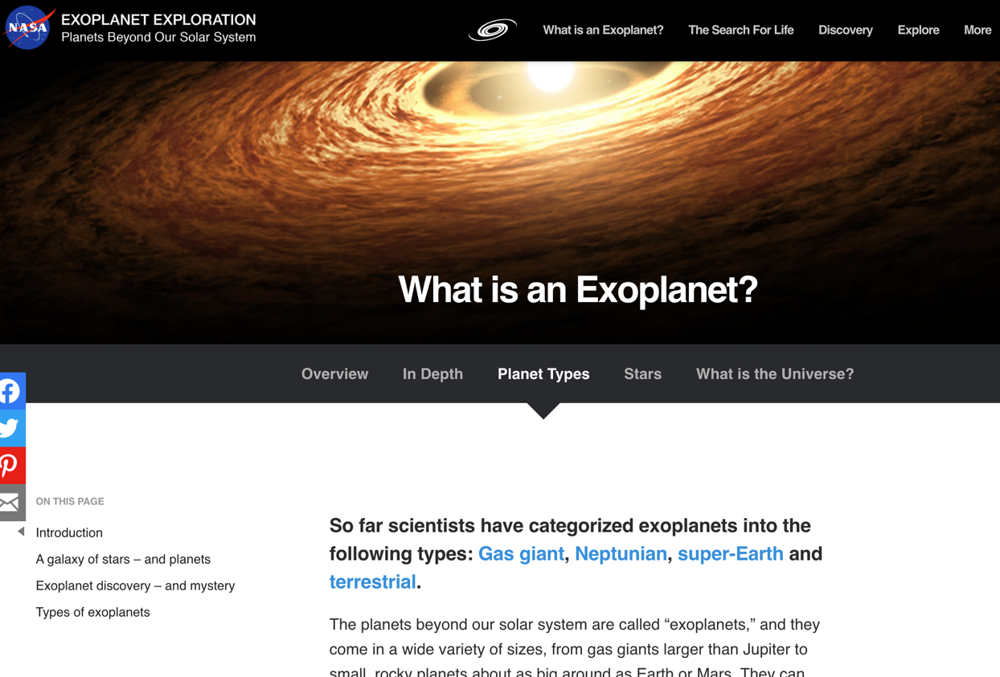 NASA
EXOPLANET EXPLORATION
Planets Beyond Our Solar System
What is an Exoplanet?
The Search For Life
Discovery
Explore
More
What is an Exoplanet?
Overview
In Depth
Planet Types
Stars
What is the Universe?
ON THIS PAGE
Introduction
A galaxy of stars – and planets
Exoplanet discovery – and mystery
Types of exoplanets
So far scientists have categorized exoplanets into the
following types: Gas giant, Neptunian, super-Earth and
terrestrial.
The planets beyond our solar system are called “exoplanets,” and they
come in a wide variety of sizes, from gas giants larger than Jupiter to
small, rocky planets about as big around as Earth or Mars. They can